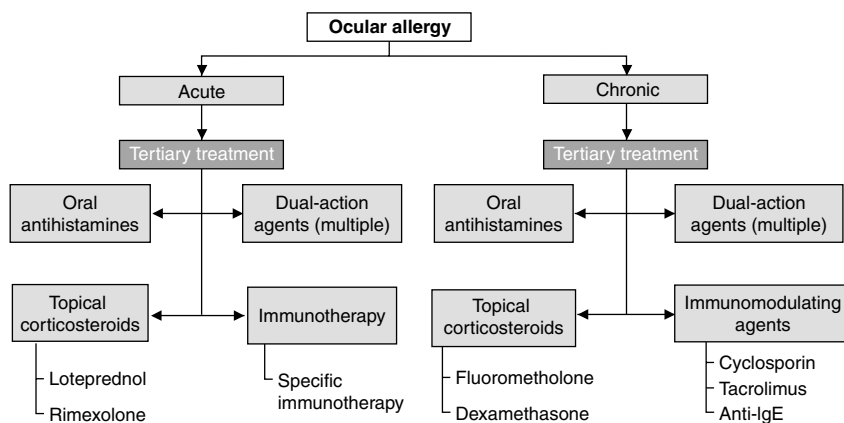 Ocular allergy
Acute
Chronic
Tertiary treatment
Tertiary treatment
Oral
antihistamines
Dual-action
agents (multiple)
Oral
antihistamines
Dual-action
agents (multiple)
Topical
corticosteroids
Immunotherapy
Topical
corticosteroids
Immunomodulating
agents
Loteprednol
Rimexolone
Specific
immunotherapy
Fluorometholone
Dexamethasone
Cyclosporin
Tacrolimus
Anti-IgE